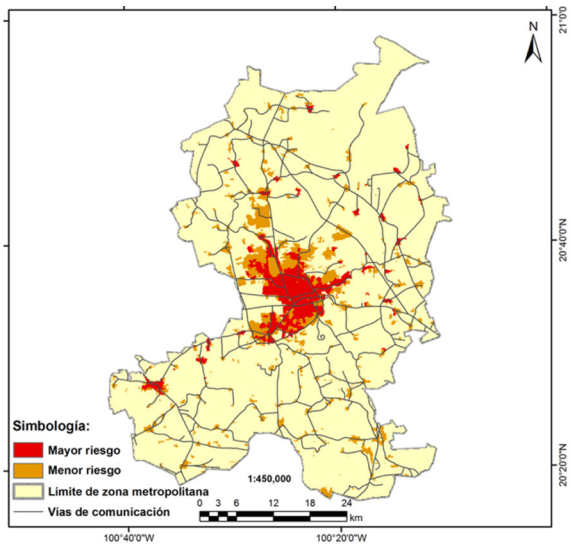 21°0'0
N
20°40'0
20°20'0
Simbología:
Mayor riesgo
Menor riesgo
Límite de zona metropolitana
Vías de comunicación
1:450,000
0 3 6 12 18 24
km
100°40'0"W 100°20'0"W